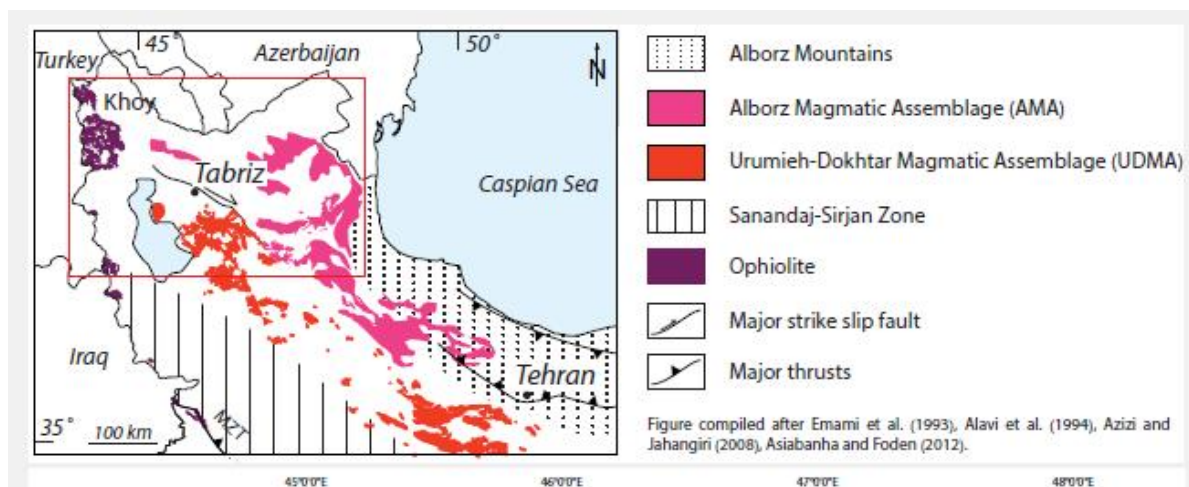 45°
50°
Turkey
Azerbaijan
N
Khoy
Tabriz
Caspian Sea
Iraq
Tehran
MZT
35°
100 km
Alborz Mountains
Alborz Magmatic Assemblage (AMA)
Urumieh-Dokhtar Magmatic Assemblage (UDMA)
Sanandaj-Sirjan Zone
Ophiolite
Major strike slip fault
Major thrusts
Figure compiled after Emami et al. (1993), Alavi et al. (1994), Azizi and
Jahangiri (2008), Asiabanha and Foden (2012).
45°0'0"E
46°0'0"E
47°0'0"E
48°0'0"E